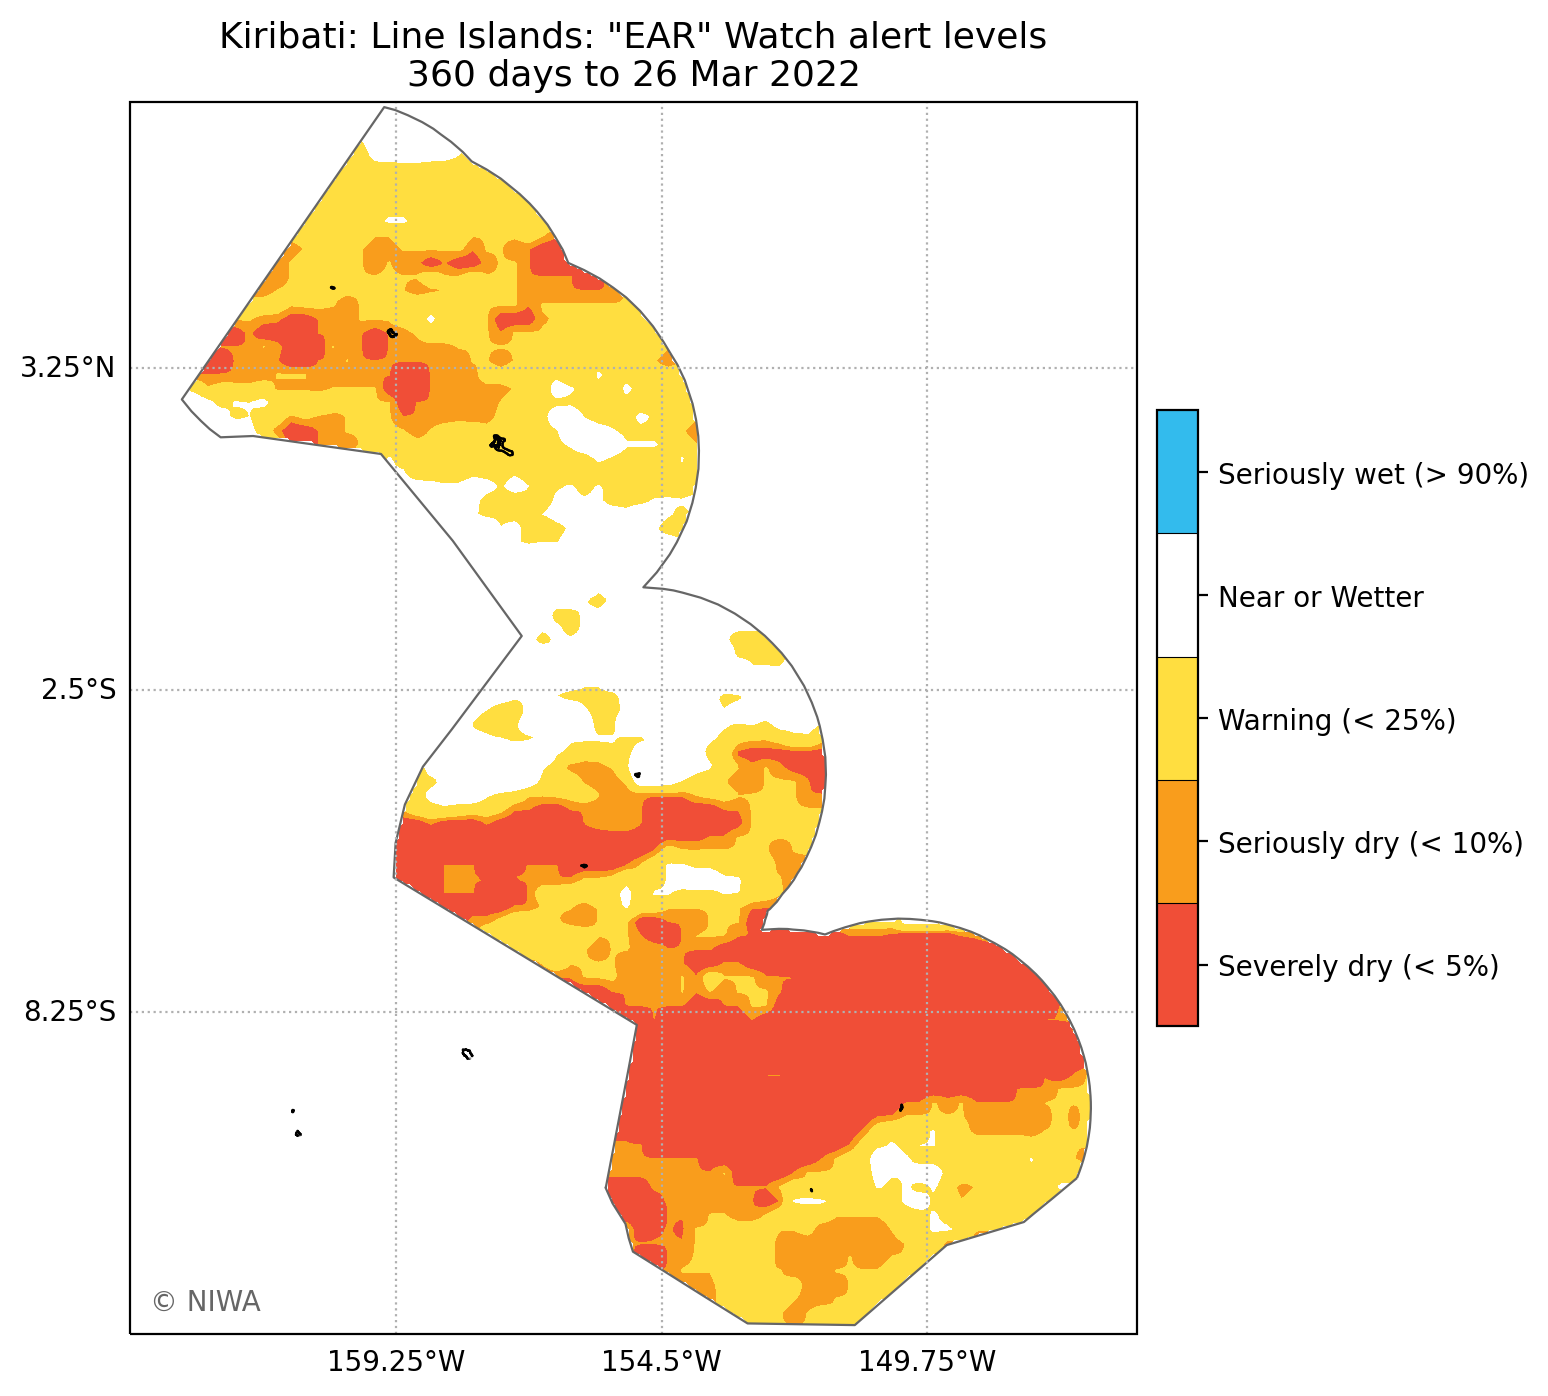 Kiribati: Line Islands: "EAR" Watch alert levels
360 days to 26 Mar 2022
3.25°N
2.5°S
8.25°S
159.25°W
154.5°W
149.75°W
Seriously wet (> 90%)
Near or Wetter
Warning (< 25%)
Seriously dry (< 10%)
Severely dry (< 5%)
© NIWA